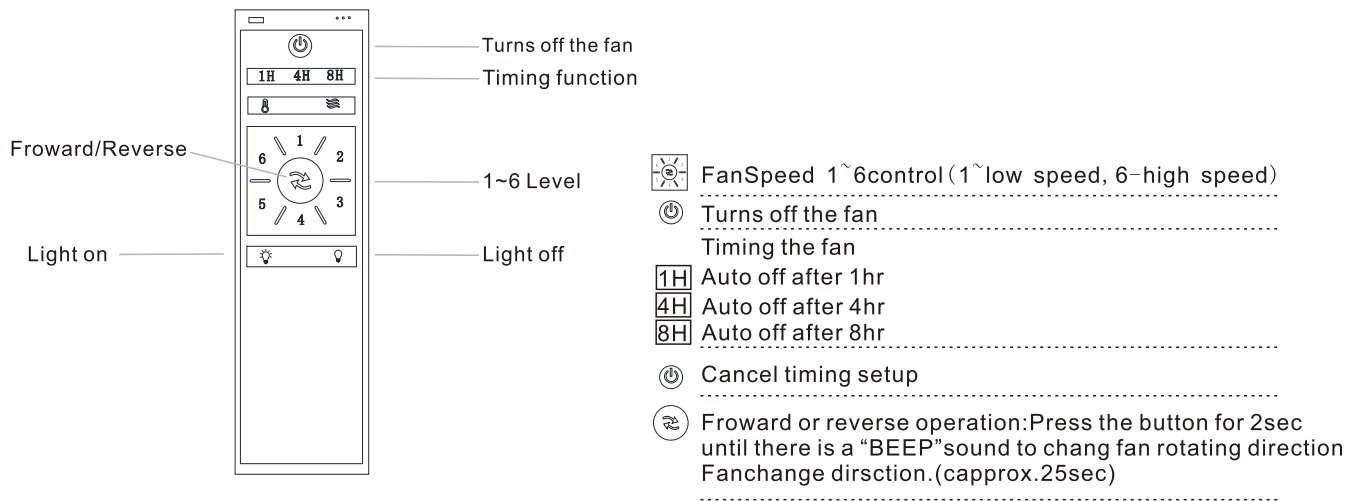 Turns off the fan
1H 4H 8H
Timing function
Froward/Reverse
1
6 2
1~6 Level
5 3
4
Light on
Light off
FanSpeed 1~6control(1~low speed, 6-high speed)
Turns off the fan
Timing the fan
1H Auto off after 1hr
4H Auto off after 4hr
8H Auto off after 8hr
Cancel timing setup
Froward or reverse operation:Press the button for 2sec
until there is a “BEEP”sound to chang fan rotating direction
Fanchange dirsction.(capprox.25sec)